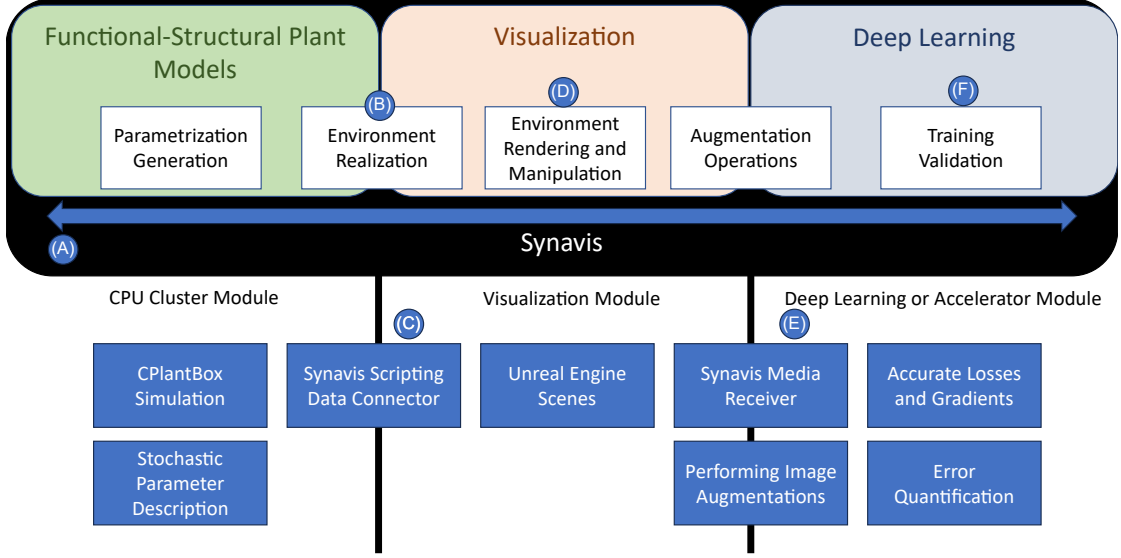 Functional-Structural Plant
Models
Visualization
Deep Learning
(B)
(D)
(F)
Parametrization
Generation
Environment
Realization
Environment
Rendering and
Manipulation
Augmentation
Operations
Training
Validation
(A)
Synavis
CPU Cluster Module
Visualization Module
Deep Learning or Accelerator Module
(C)
(E)
CPlantBox
Simulation
Synavis Scripting
Data Connector
Unreal Engine
Scenes
Synavis Media
Receiver
Accurate Losses
and Gradients
Stochastic
Parameter
Description
Performing Image
Augmentations
Error
Quantification